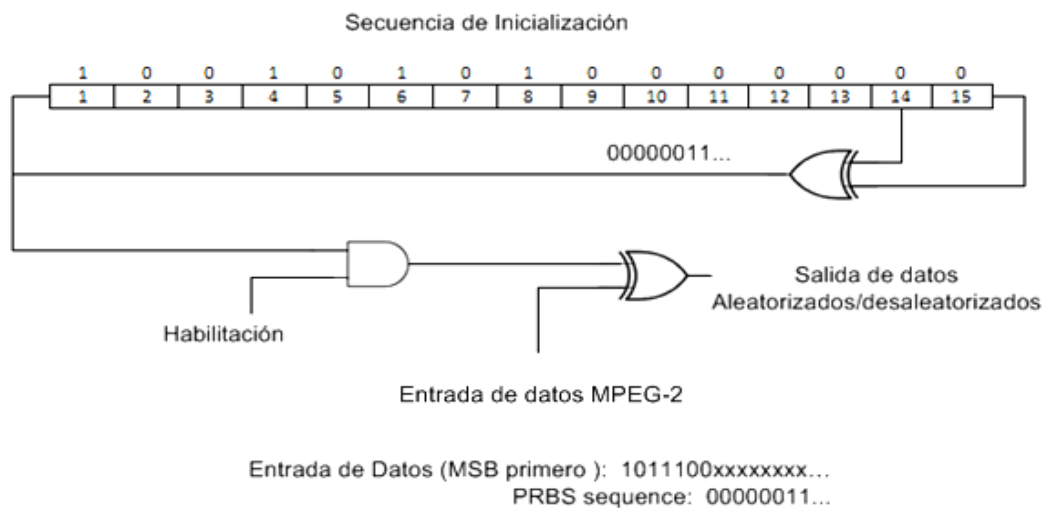 Secuencia de Inicialización
1 0 0 1 0 1 0 1 0 0 0 0 0 0 0
1 2 3 4 5 6 7 8 9 10 11 12 13 14 15
00000011...
Habilitación
Salida de datos
Aleatorizados/desaleatorizados
Entrada de datos MPEG-2
Entrada de Datos (MSB primero ): 1011100xxxxxxxx...
PRBS sequence: 00000011...